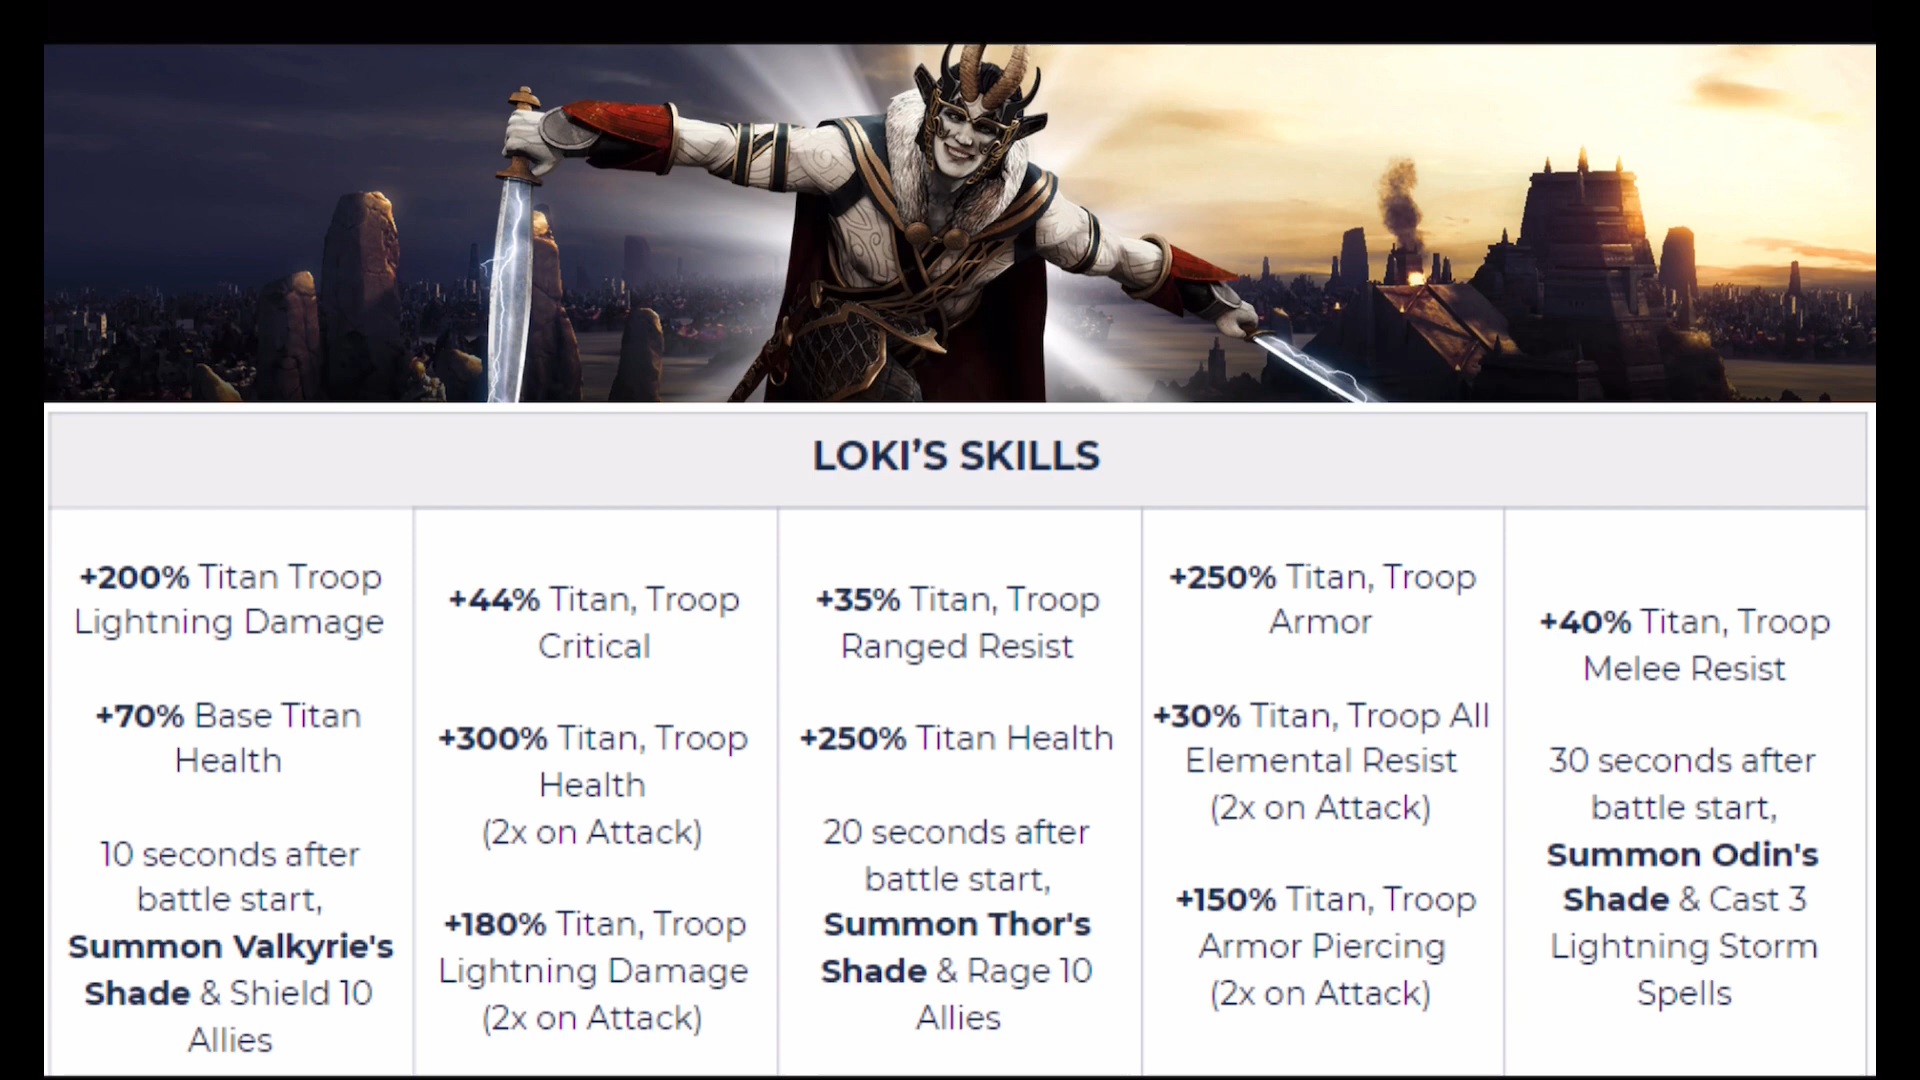 LOKI’S SKILLS
+200% Titan Troop
Lightning Damage
+70% Base Titan
Health
10 seconds after
battle start,
Summon Valkyrie's
Shade & Shield 10
Allies
+44% Titan, Troop
Critical
+300% Titan, Troop
Health
(2x on Attack)
+180% Titan, Troop
Lightning Damage
(2x on Attack)
+35% Titan, Troop
Ranged Resist
+250% Titan Health
20 seconds after
battle start,
Summon Thor's
Shade & Rage 10
Allies
+250% Titan, Troop
Armor
+30% Titan, Troop All
Elemental Resist
(2x on Attack)
+150% Titan, Troop
Armor Piercing
(2x on Attack)
+40% Titan, Troop
Melee Resist
30 seconds after
battle start,
Summon Odin's
Shade & Cast 3
Lightning Storm
Spells